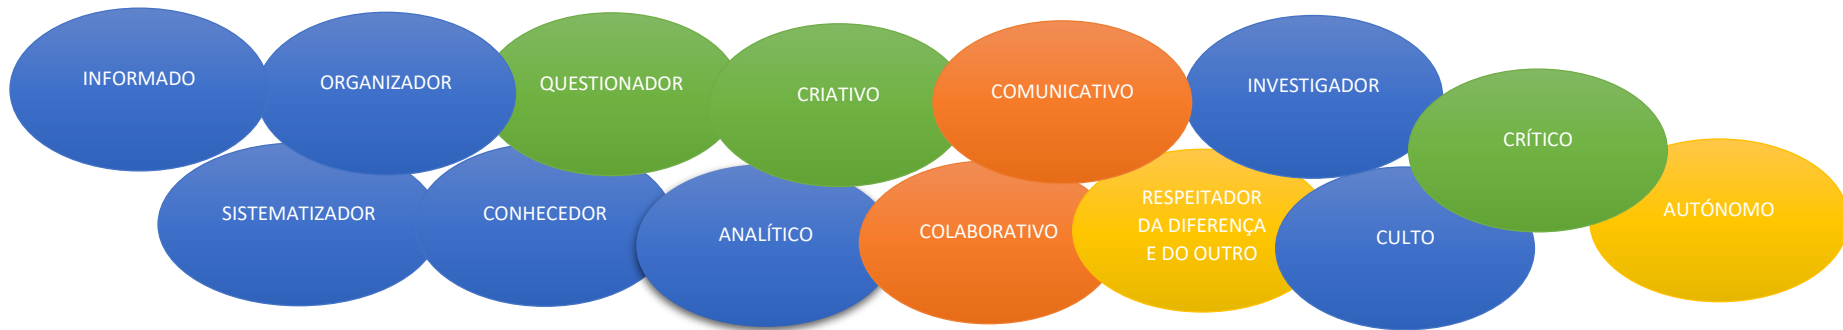 INFORMADO
ORGANIZADOR
QUESTIONADOR
CRIATIVO
COMUNICATIVO
INVESTIGADOR
CRÍTICO
SISTEMATIZADOR
CONHECEDOR
ANALÍTICO
COLABORATIVO
RESPEITADOR
DA DIFERENÇA
E DO OUTRO
CULTO
AUTÓNOMO